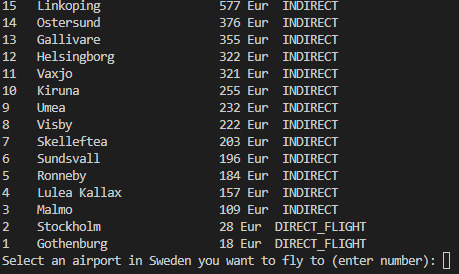 15 Linkoping 577 Eur INDIRECT
14 Ostersund 376 Eur INDIRECT
13 Gallivare 355 Eur INDIRECT
12 Helsingborg 322 Eur INDIRECT
11 Vaxjo 321 Eur INDIRECT
10 Kiruna 255 Eur INDIRECT
9 Umea 232 Eur INDIRECT
8 Visby 222 Eur INDIRECT
7 Skelleftea 203 Eur INDIRECT
6 Sundsvall 196 Eur INDIRECT
5 Ronneby 184 Eur INDIRECT
4 Lulea Kallax 157 Eur INDIRECT
3 Malmo 109 Eur INDIRECT
2 Stockholm 28 Eur DIRECT_FLIGHT
1 Gothenburg 18 Eur DIRECT_FLIGHT
Select an airport in Sweden you want to fly to (enter number):